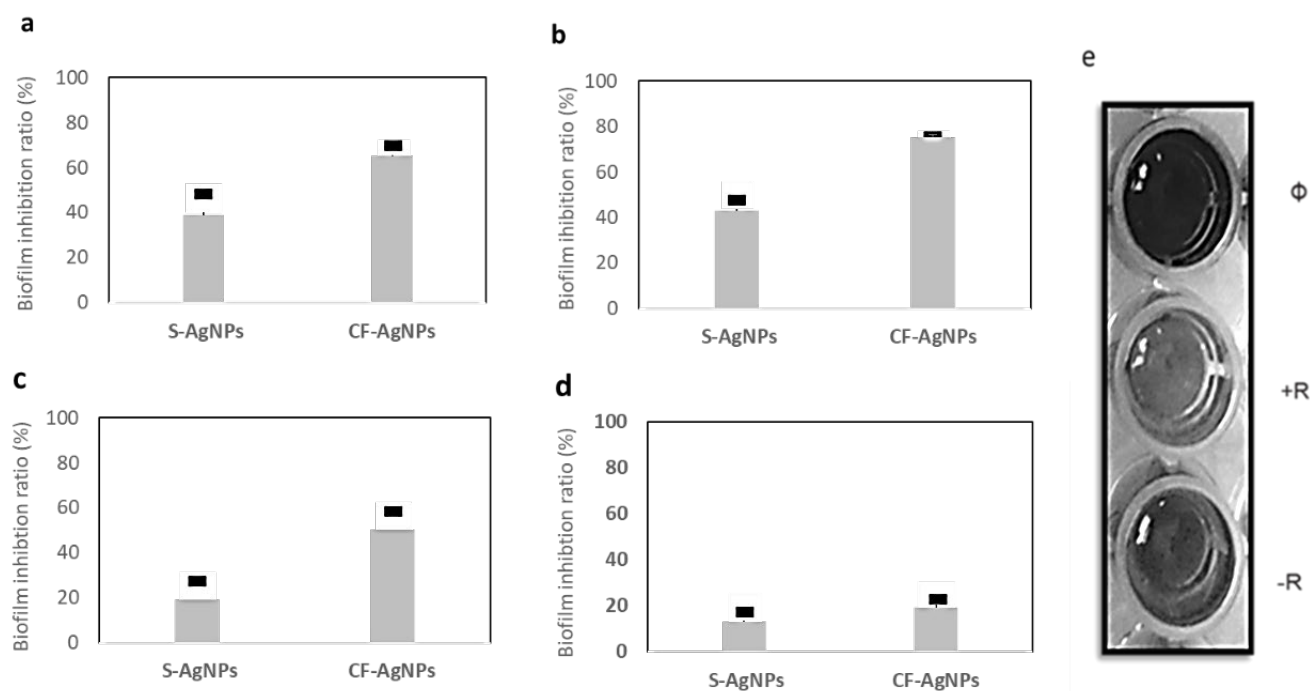 a
Biofilm inhibition ratio (%)
100
80
60
40
20
0
S-AgNPs
CF-AgNPs
b
Biofilm ihibition ratio (%)
100
80
60
40
20
0
S-AgNPs
CF-AgNPs
c
Biofilm inhibtion ratio (%)
100
80
60
40
20
0
S-AgNPs
CF-AgNPs
d
Biofilm inhibition ratio (%)
100
80
60
40
20
0
S-AgNPs
CF-AgNPs
e
Φ
+R
-R